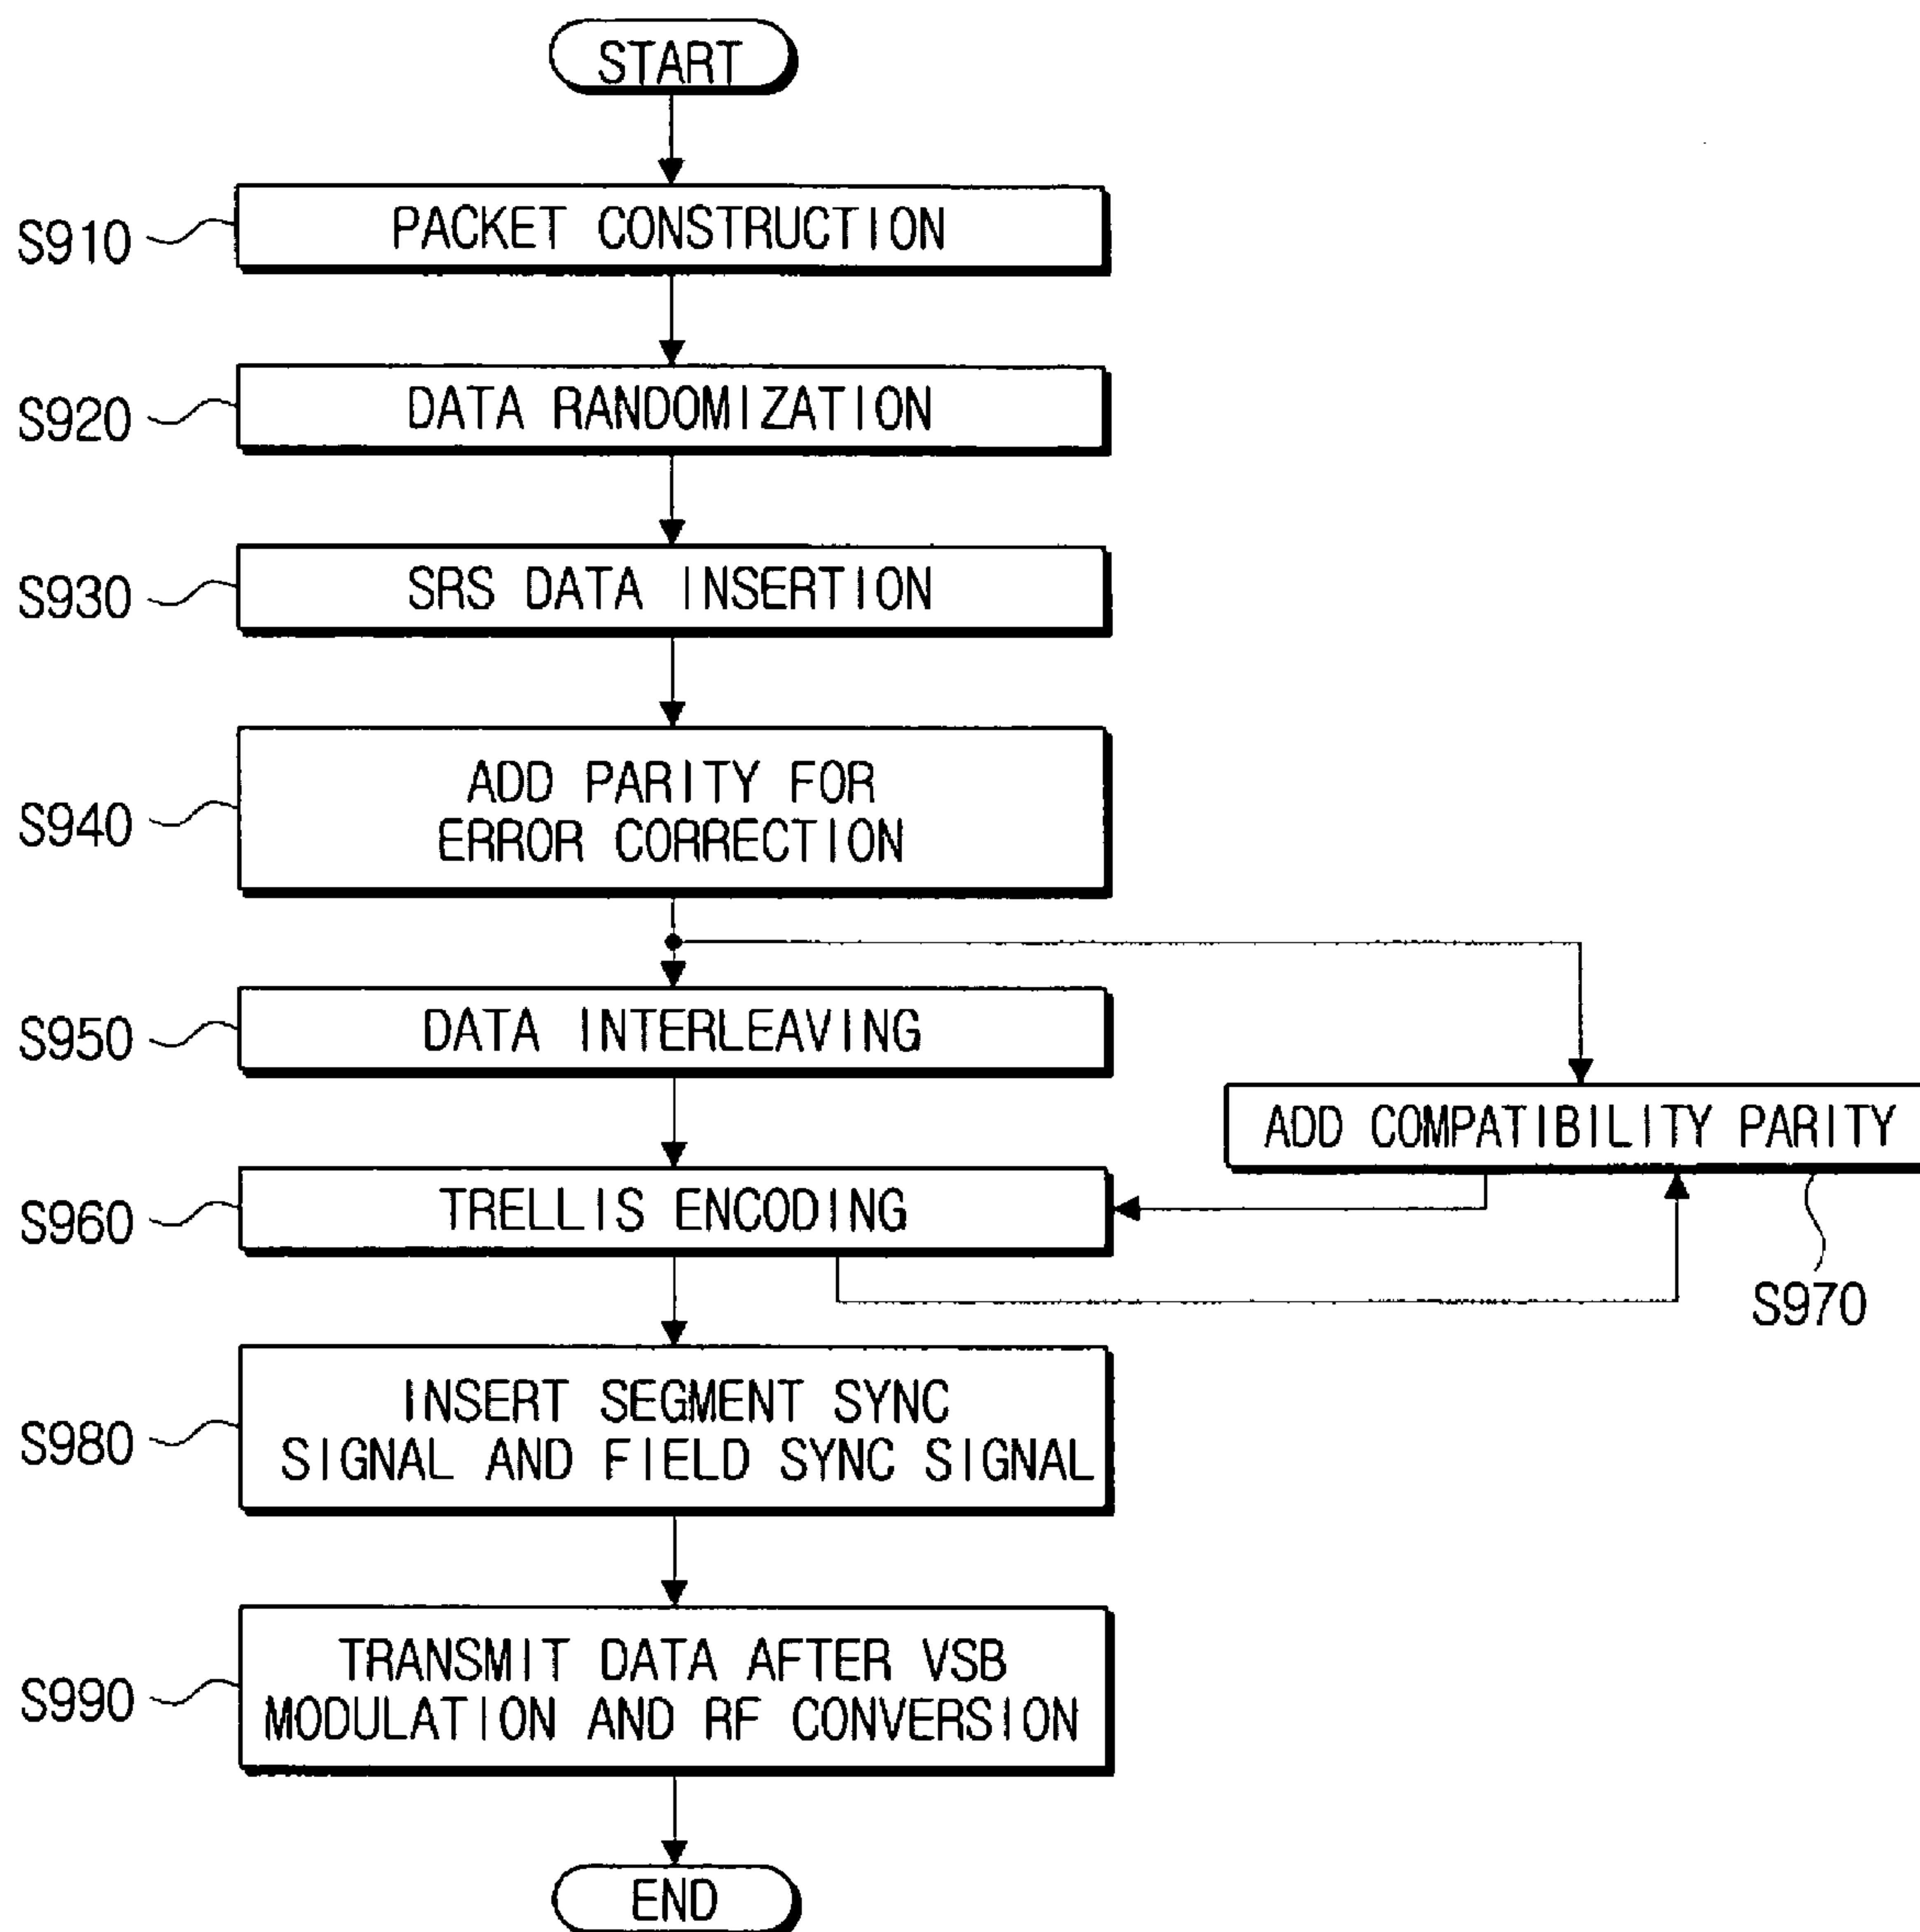 START
S910
PACKET CONSTRUCTION
S920
DATA RANDOMIZATION
S930
SRS DATA INSERTION
S940
ADD PARITY FOR
ERROR CORRECTION
S950
DATA INTERLEAVING
ADD COMPATIBILITY PARITY
S960
TRELLIS ENCODING
S970
S980
INSERT SEGMENT SYNC
SIGNAL AND FIELD SYNC SIGNAL
S990
TRANSMIT DATA AFTER VSB
MODULATION AND RF CONVERSION
END